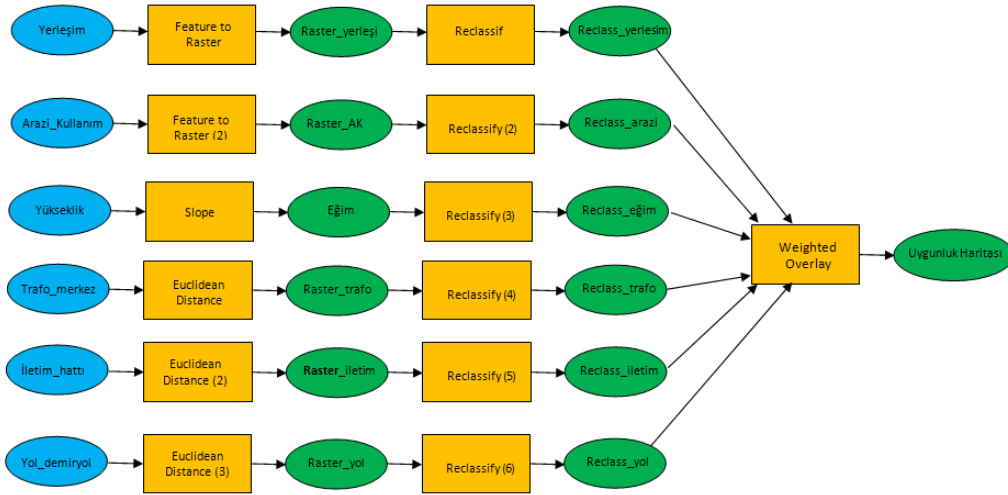 Yerleşim
Feature to
Raster
Raster_yerleşi
Reclassif
Reclass_yerlesim
Arazi_Kullanım
Feature to
Raster (2)
Raster_AK
Reclassify (2)
Reclass_arazi
Yükseklik
Slope
Eğim
Reclassify (3)
Reclass_eğim
Weighted
Overlay
Uygunluk Haritası
Trafo_merkez
Euclidean
Distance
Raster_trafo
Reclassify (4)
Reclass_trafo
İletim_hattı
Euclidean
Distance (2)
Raster_iletim
Reclassify (5)
Reclass_iletim
Yol_demiryol
Euclidean
Distance (3)
Raster_yol
Reclassify (6)
Reclass_yol